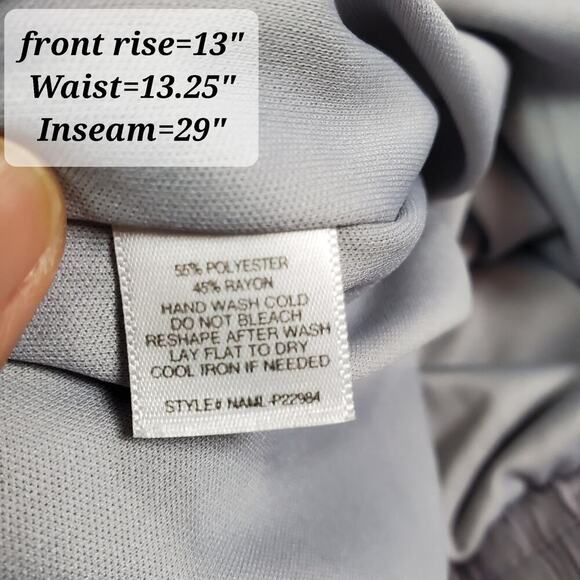 front rise=13"
Waist=13.25"
Inseam=29"
55% POLYESTER
45% RAYON
HAND WASH COLD
DO NOT BLEACH
RESHAPE AFTER WASH
LAY FLAT TO DRY
COOL IRON IF NEEDED
STYLE# NAML-P22984